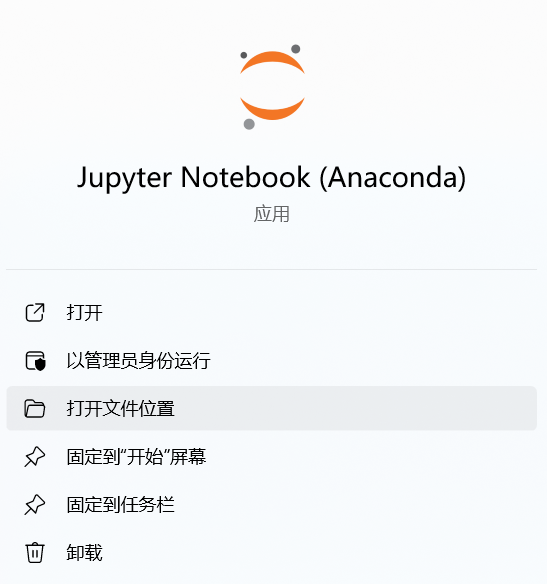 Jupyter Notebook (Anaconda)
应用
打开
以管理员身份运行
打开文件位置
固定到“开始”屏幕
固定到任务栏
卸载